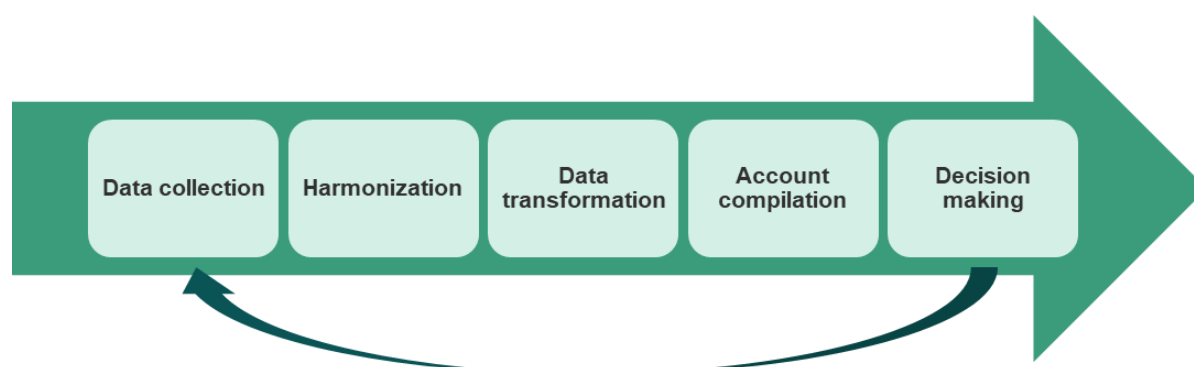 Data collection
Harmonization
Data
transformation
Account
compilation
Decision
making